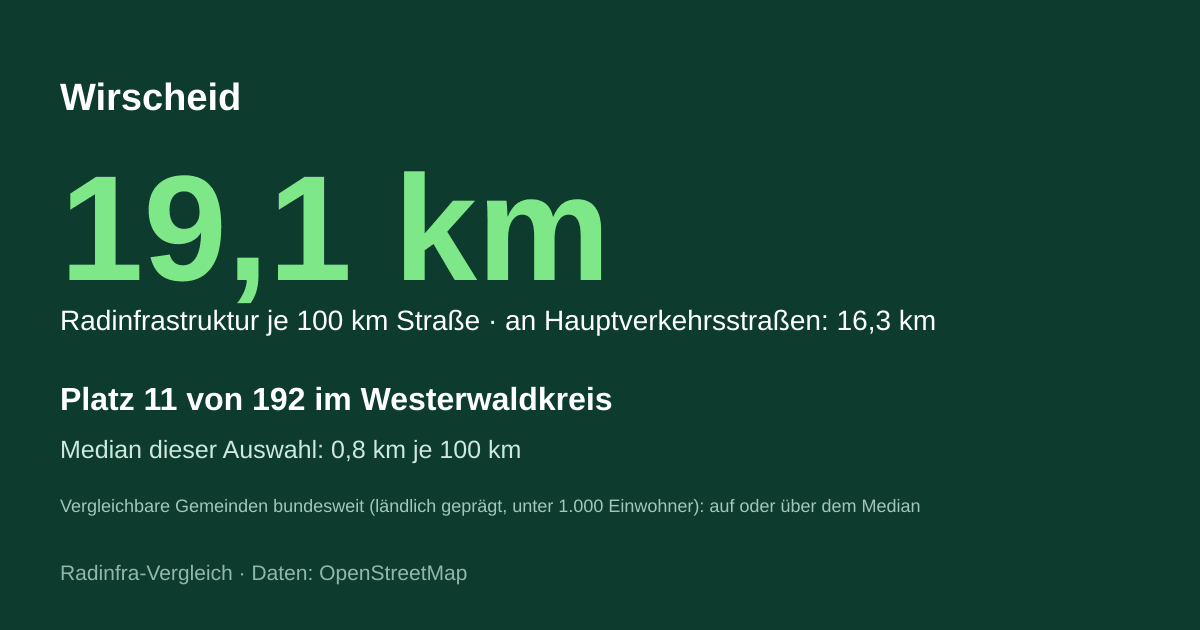 Wirscheid
19,1 km
Radinfrastruktur je 100 km Straße · an Hauptverkehrsstraßen: 16,3 km
Platz 11 von 192 im Westerwaldkreis
Median dieser Auswahl: 0,8 km je 100 km
Vergleichbare Gemeinden bundesweit (ländlich geprägt, unter 1.000 Einwohner): auf oder über dem Median
Radinfra-Vergleich · Daten: OpenStreetMap